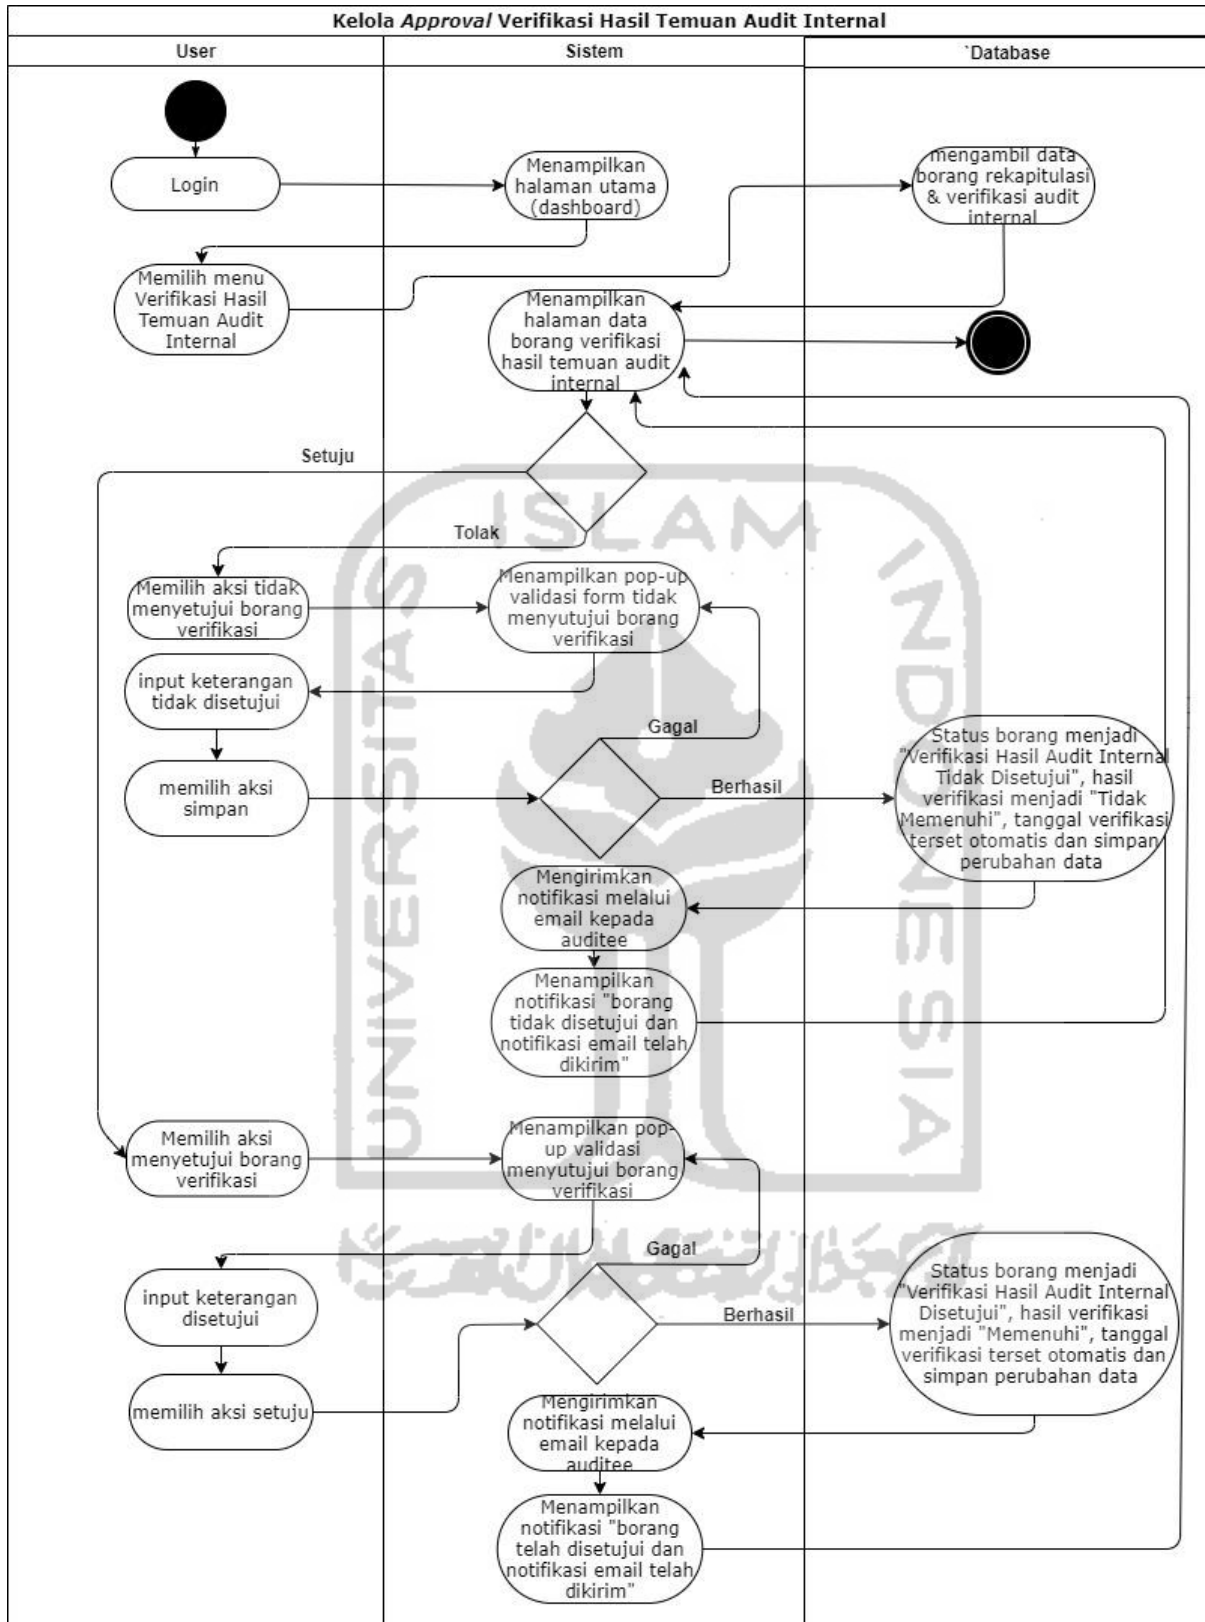 Kelola Approval Verifikasi Hasil Temuan Audit Internal
User
Sistem
`Database
Login
Menampilkan
halaman utama
(dashboard)
mengambil data
borang rekapitulasi
& verifikasi audit
internal
Memilih menu
Verifikasi Hasil
Temuan Audit
Internal
Menampilkan
halaman data
borang verifikasi
hasil temuan audit
internal
Setuju
Tolak
Memilih aksi tidak
menyetujui borang
verifikasi
Menampilkan pop-up
validasi form tidak
menyutujui borang
verifikasi
input keterangan
tidak disetujui
Gagal
memilih aksi
simpan
Berhasil
Status borang menjadi
"Verifikasi Hasil Audit Internal
Tidak Disetujui", hasil
verifikasi menjadi "Tidak
Memenuhi", tanggal verifikasi
terset otomatis dan simpan
perubahan data
Mengirimkan
notifikasi melalui
email kepada
auditee
Menampilkan
notifikasi "borang
tidak disetujui dan
notifikasi email telah
dikirim"
Memilih aksi
menyetujui borang
verifikasi
Menampilkan pop-
up validasi
menyutujui borang
verifikasi
Gagal
input keterangan
disetujui
Berhasil
Status borang menjadi
"Verifikasi Hasil Audit Internal
Disetujui", hasil verifikasi
menjadi "Memenuhi", tanggal
verifikasi terset otomatis dan
simpan perubahan data
memilih aksi setuju
Mengirimkan
notifikasi melalui
email kepada
auditee
Menampilkan
notifikasi "borang
telah disetujui dan
notifikasi email telah
dikirim"
UNIVERSITAS
ISLAM
INDONESIA